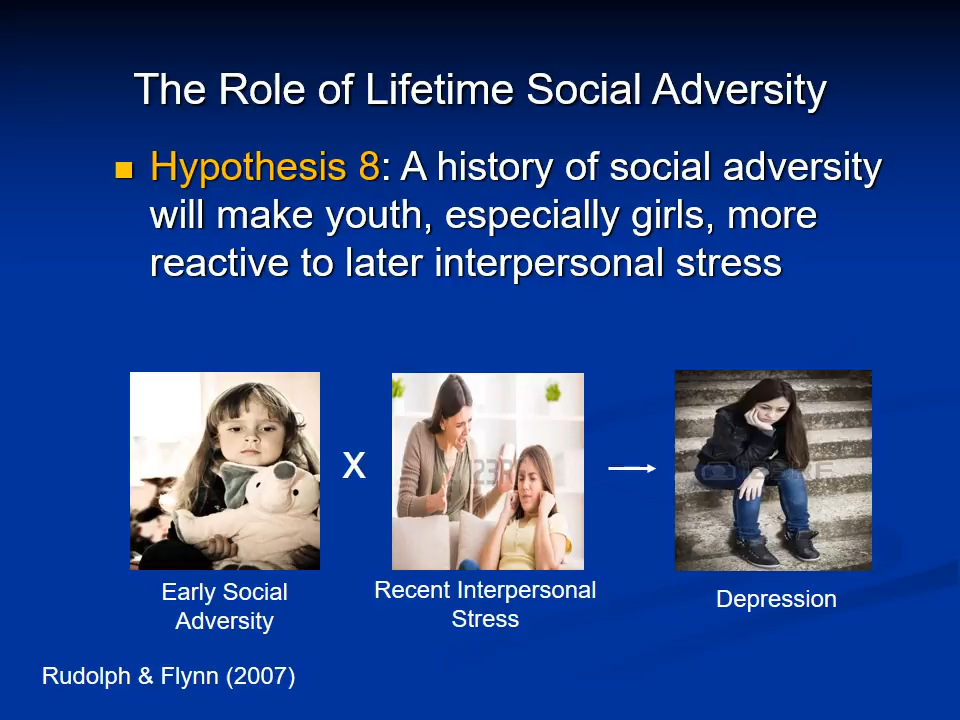 The Role of Lifetime Social Adversity
Hypothesis 8: A history of social adversity
will make youth, especially girls, more
reactive to later interpersonal stress
X
Early Social
Adversity
Recent Interpersonal
Stress
Depression
Rudolph & Flynn (2007)